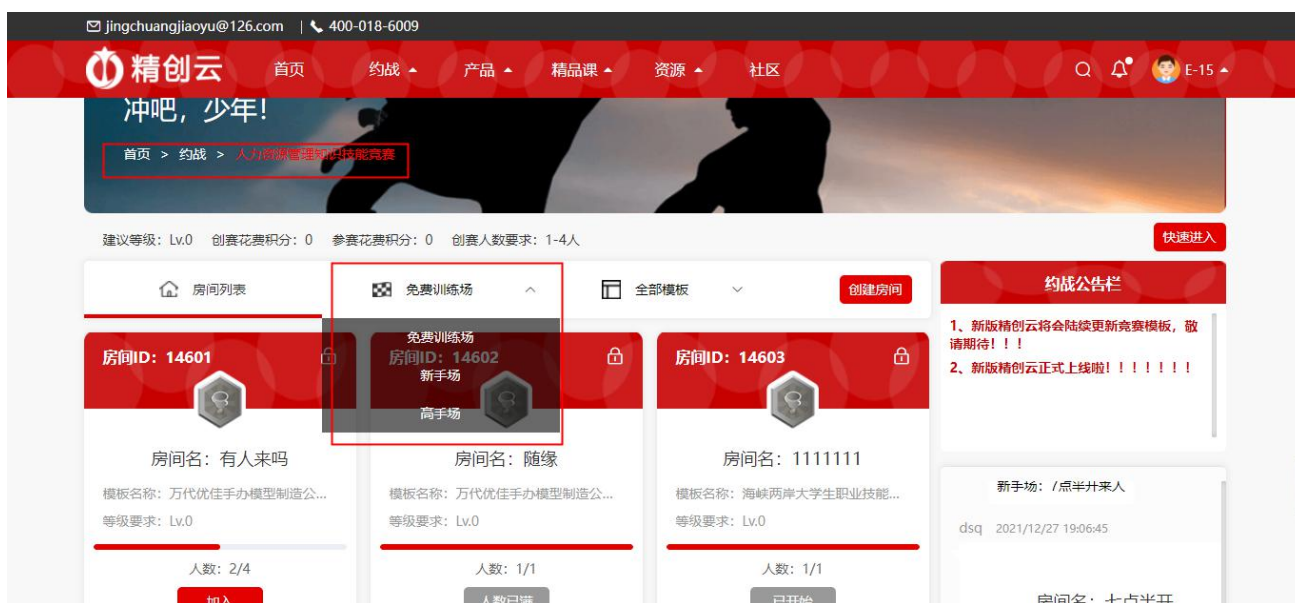 jingchuangjiaoyu@126.com | 400-018-6009
精创云 首页 约战 产品 精品课 资源 社区 E-15
冲吧，少年！
首页 > 约战 > 人力资源管理知识技能竞赛
建议等级：Lv.0 创赛花费积分：0 参赛花费积分：0 创赛人数要求：1-4人 快速进入
房间列表 免费训练场 全部模板 创建房间
约战公告栏
1、新版精创云将会陆续更新竞赛模板，敬
请期待！！！
2、新版精创云正式上线啦！！！！！！！
免费训练场
新手场
高手场
房间ID：14601
房间名：有人来吗
模板名称：万代优佳手办模型制造公...
等级要求：Lv.0
人数：2/4
加入
房间ID：14602
房间名：随缘
模板名称：万代优佳手办模型制造公...
等级要求：Lv.0
人数：1/1
人数已满
房间ID：14603
房间名：1111111
模板名称：海峡两岸大学生职业技能...
等级要求：Lv.0
人数：1/1
已开始
新手场：/点半廾来人
dsq 2021/12/27 19:06:45
房间名：七点半开